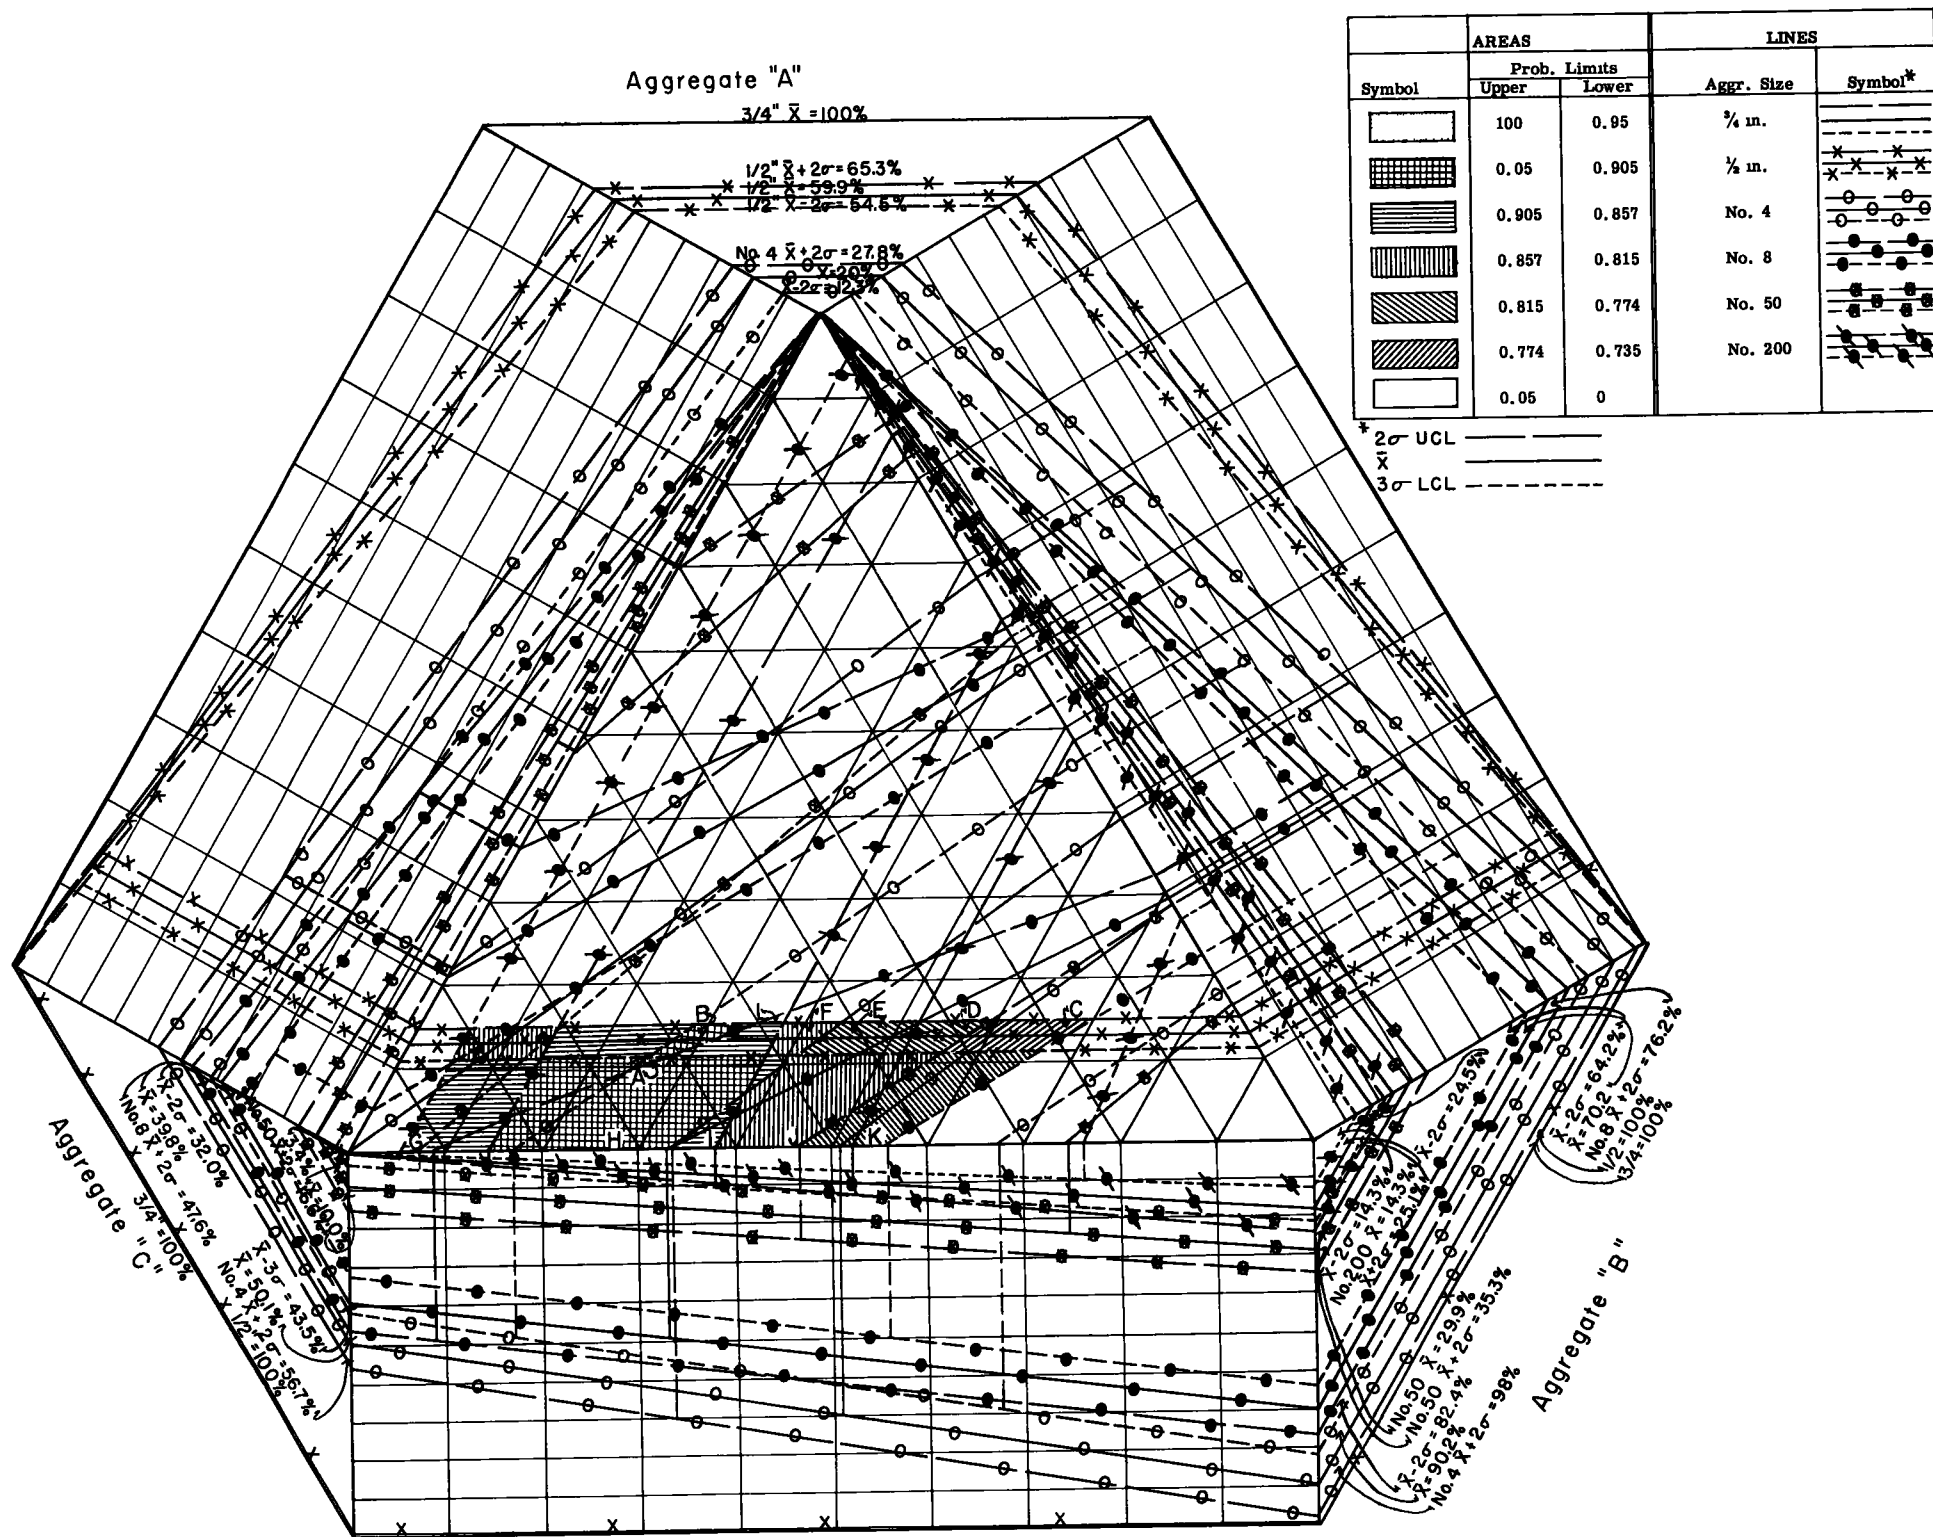 Aggregate "A"
3/4" X̄ =100%
1/2" X̄+2σ=65.3%
1/2" X̄=59.9%
1/2" X̄-2σ=54.5%
No. 4 X̄+2σ=27.8%
X̄=20%
X̄-2σ=12.3%
AREAS LINES
Prob. Limits
Symbol Upper Lower Aggr. Size Symbol*
100 0.95 3/4 in.
0.05 0.905 1/2 in.
0.905 0.857 No. 4
0.857 0.815 No. 8
0.815 0.774 No. 50
0.774 0.735 No. 200
0.05 0
* 2σ UCL
X̄
3σ LCL
B L F E D C
A J
G H I J K
Aggregate "C"
X̄-2σ=32.0%
X̄=39.8%
No.8 X̄+2σ=47.6%
3/4"=100%
X̄-3σ=43.5%
X̄=50.1%
No.4 X̄+2σ=56.7%
1/2"=100%
Aggregate "B"
X̄-2σ=64.2%
X̄=70.2
No.8 X̄+2σ=76.2%
1/2=100%
3/4=100%
X̄-2σ=24.5%
X̄-2σ=14.3%
No.200 X̄=14.3%
X̄+2σ=25.1%
No.50 X̄=29.9%
No.50 X̄+2σ=35.3%
X̄-2σ=82.4%
X̄=90.2%
No.4 X̄+2σ=98%